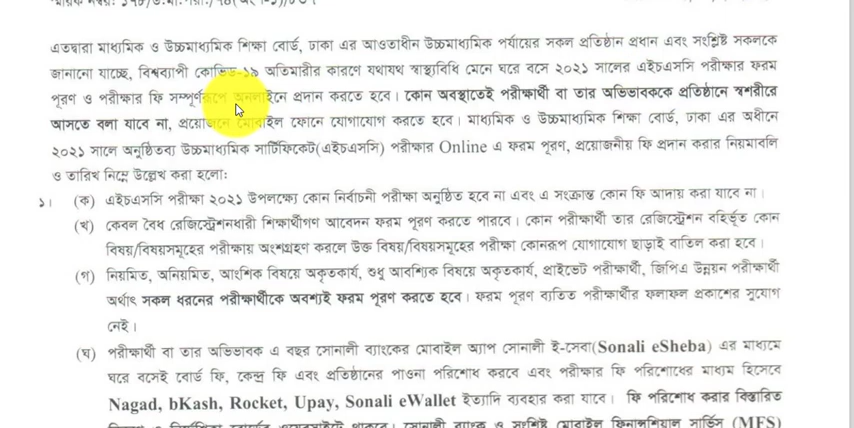 এতদ্বারা মাধ্যমিক ও উচ্চমাধ্যমিক শিক্ষা বোর্ড, ঢাকা এর আওতাধীন উচ্চমাধ্যমিক পর্যায়ের সকল প্রতিষ্ঠান প্রধান এবং সংশ্লিষ্ট সকলকে
জানানো যাচ্ছে, বিশ্বব্যাপী কোভিড-১৯ অতিমারীর কারণে যথাযথ স্বাস্থ্যবিধি মেনে ঘরে বসে ২০২১ সালের এইচএসসি পরীক্ষার ফরম
পূরণ ও পরীক্ষার ফি সম্পূর্ণরূপে অনলাইনে প্রদান করতে হবে। কোন অবস্থাতেই পরীক্ষার্থী বা তার অভিভাবককে প্রতিষ্ঠানে স্বশরীরে
আসতে বলা যাবে না, প্রয়োজনে মোবাইল ফোনে যোগাযোগ করতে হবে। মাধ্যমিক ও উচ্চমাধ্যমিক শিক্ষা বোর্ড, ঢাকা এর অধীনে
২০২১ সালে অনুষ্ঠিতব্য উচ্চমাধ্যমিক সার্টিফিকেট(এইচএসসি) পরীক্ষার Online এ ফরম পূরণ, প্রয়োজনীয় ফি প্রদান করার নিয়মাবলি
ও তারিখ নিম্নে উল্লেখ করা হলোঃ
১। (ক) এইচএসসি পরীক্ষা ২০২১ উপলক্ষ্যে কোন নির্বাচনী পরীক্ষা অনুষ্ঠিত হবে না এবং এ সংক্রান্ত কোন ফি আদায় করা যাবে না।
(খ) কেবল বৈধ রেজিস্ট্রেশনধারী শিক্ষার্থীগণ আবেদন ফরম পূরণ করতে পারবে। কোন পরীক্ষার্থী তার রেজিস্ট্রেশন বহির্ভূত কোন
বিষয়/বিষয়সমূহের পরীক্ষায় অংশগ্রহণ করলে উক্ত বিষয়/বিষয়সমূহের পরীক্ষা কোনরূপ যোগাযোগ ছাড়াই বাতিল করা হবে।
(গ) নিয়মিত, অনিয়মিত, আংশিক বিষয়ে অকৃতকার্য, শুধু আবশ্যিক বিষয়ে অকৃতকার্য, প্রাইভেট পরীক্ষার্থী, জিপিএ উন্নয়ন পরীক্ষার্থী
অর্থাৎ সকল ধরনের পরীক্ষার্থীকে অবশ্যই ফরম পূরণ করতে হবে। ফরম পূরণ ব্যতিত পরীক্ষার্থীর ফলাফল প্রকাশের সুযোগ
নেই।
(ঘ) পরীক্ষার্থী বা তার অভিভাবক এ বছর সোনালী ব্যাংকের মোবাইল অ্যাপ সোনালী ই-সেবা(Sonali eSheba) এর মাধ্যমে
ঘরে বসেই বোর্ড ফি, কেন্দ্র ফি এবং প্রতিষ্ঠানের পাওনা পরিশোধ করবে এবং পরীক্ষার ফি পরিশোধের মাধ্যম হিসেবে
Nagad, bKash, Rocket, Upay, Sonali eWallet ইত্যাদি ব্যবহার করা যাবে। ফি পরিশোধ করার বিস্তারিত
সোনালী ব্যাংক ও সংশ্লিষ্ট মোবাইল ফিনান্সিয়াল সার্ভিস (MFS)